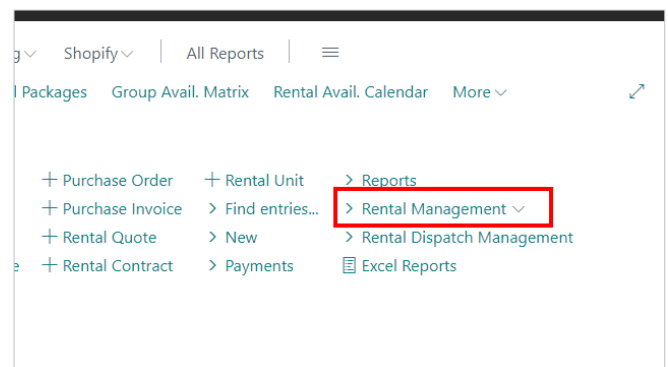 Shopify All Reports
Packages Group Avail. Matrix Rental Avail. Calendar More
+ Purchase Order + Rental Unit > Reports
+ Purchase Invoice > Find entries... > Rental Management
+ Rental Quote > New > Rental Dispatch Management
+ Rental Contract > Payments Excel Reports